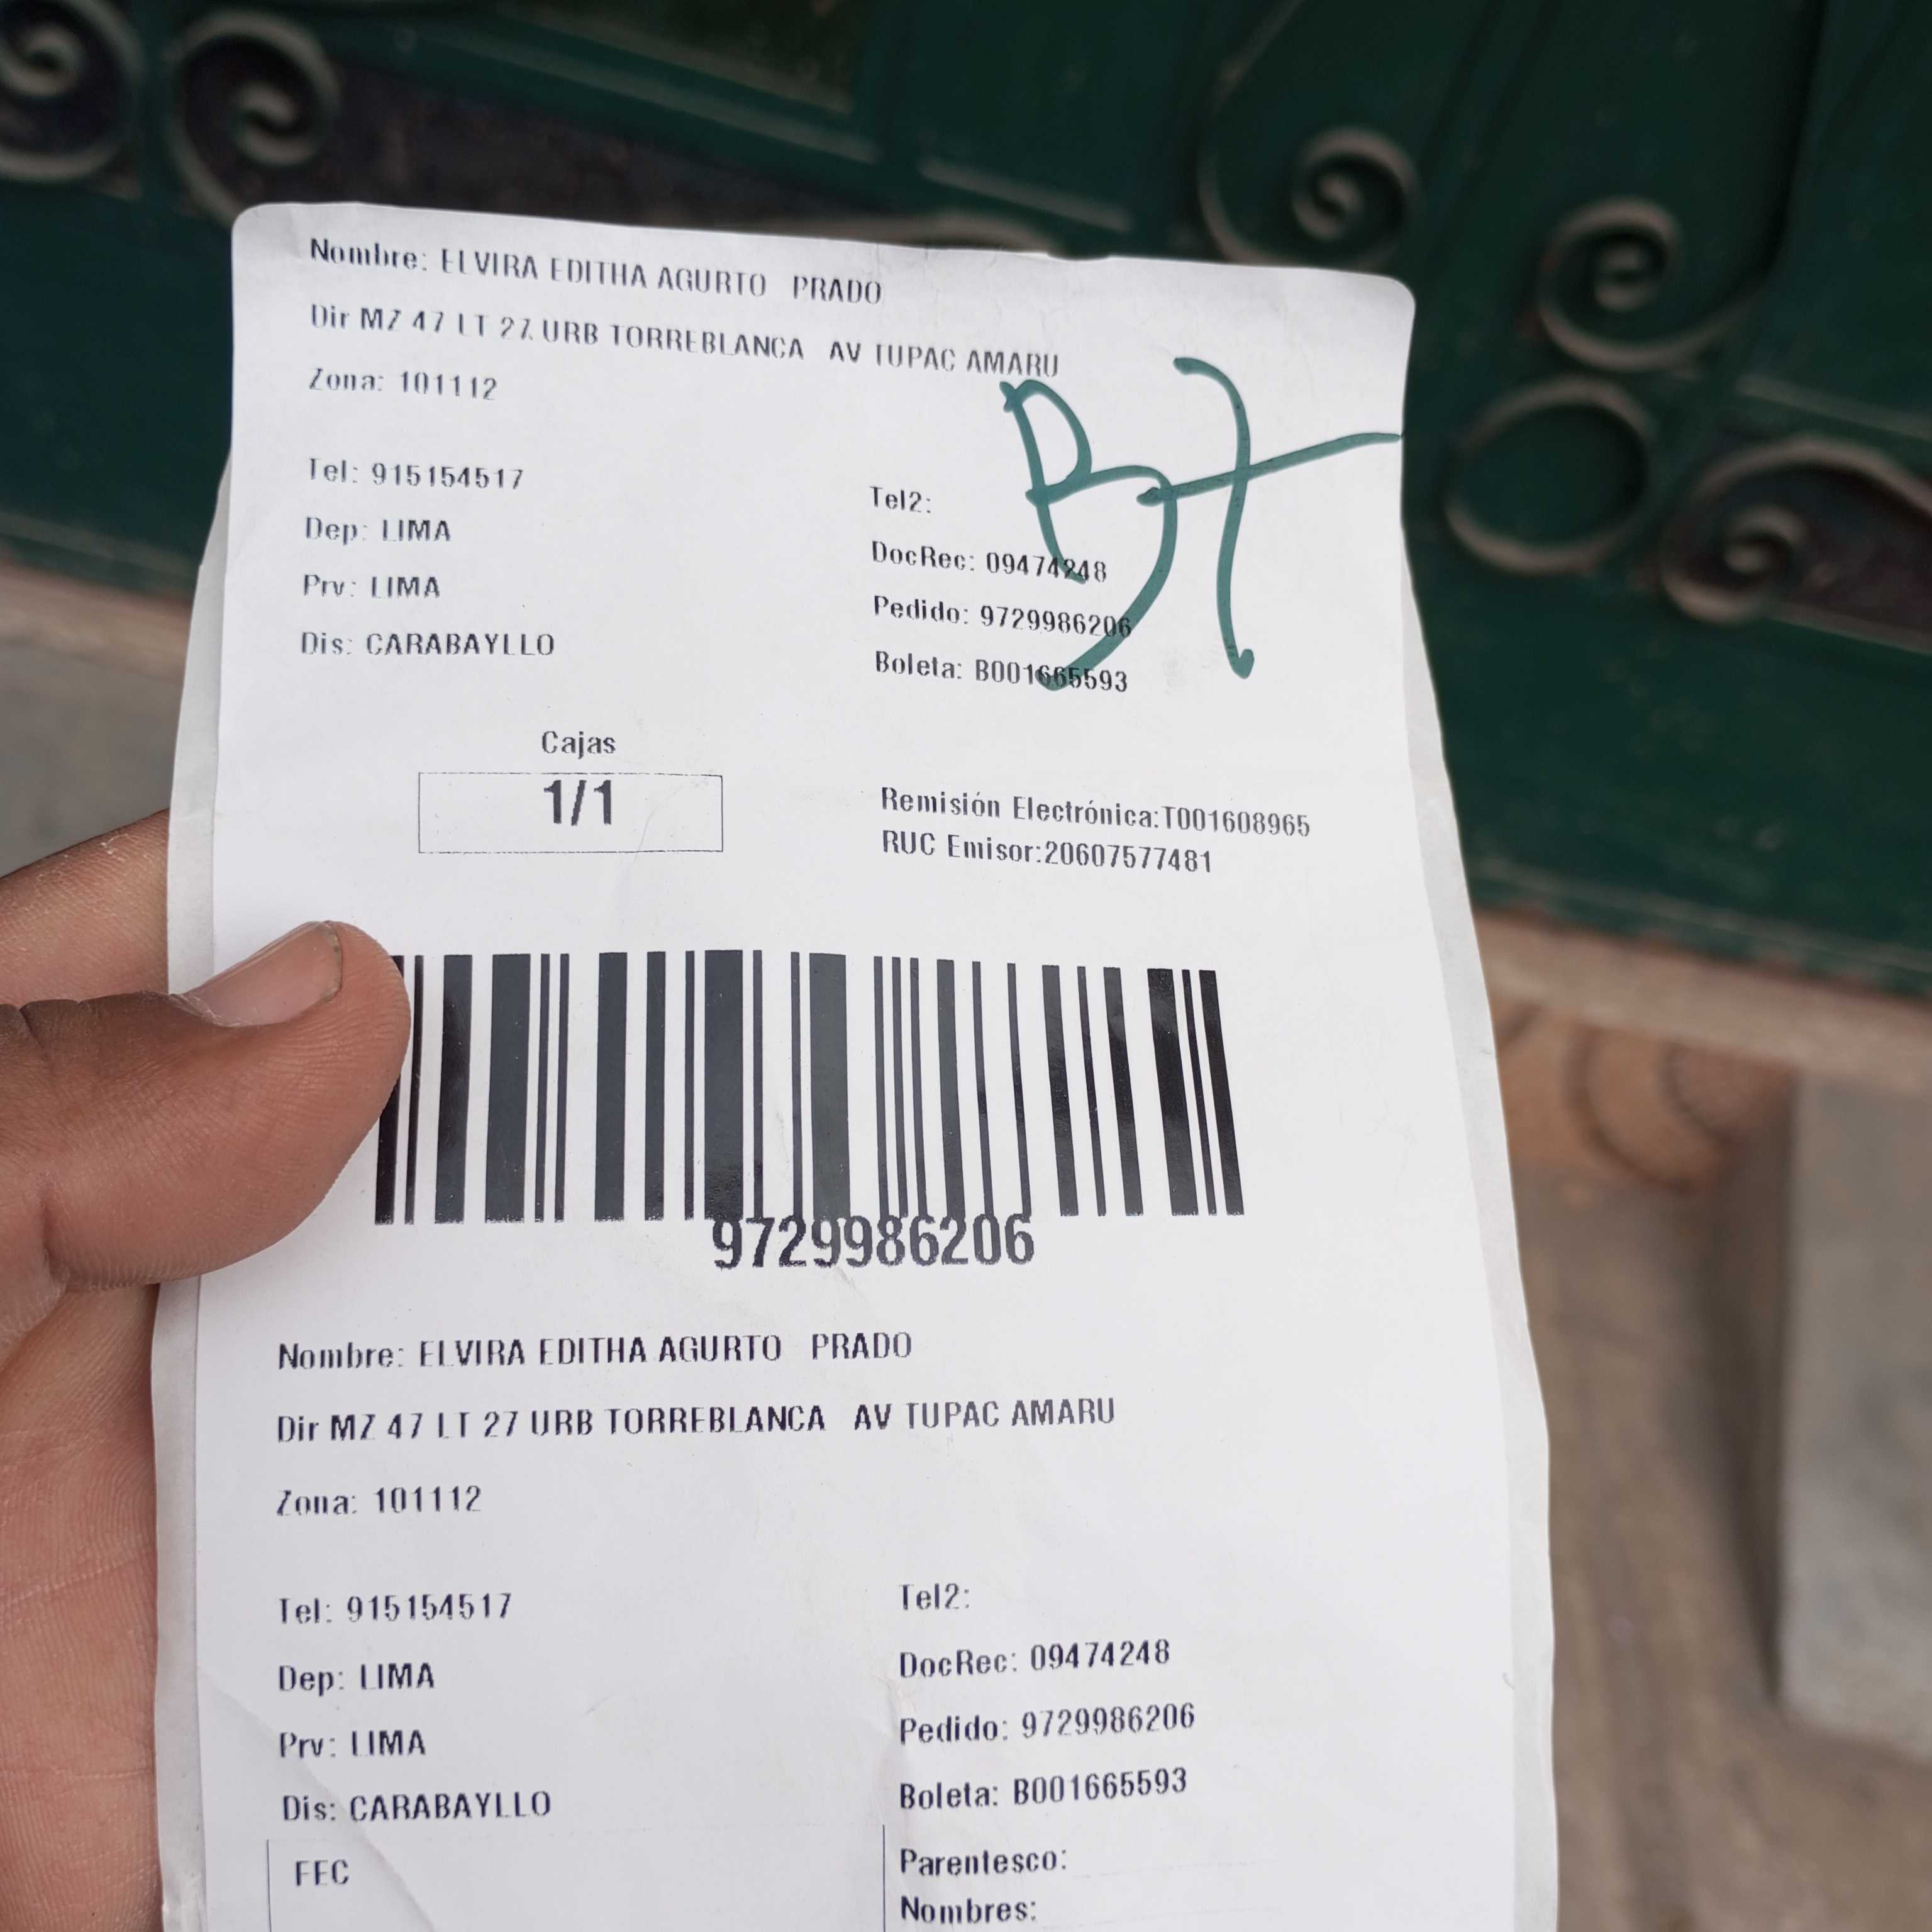 Nombre: ELVIRA EDITHA AGURTO PRADO
Dir MZ 47 LT 27 URB TORREBLANCA AV TUPAC AMARU
Zona: 101112
Tel: 915154517
Tel2:
Dep: LIMA
DocRec: 09474248
Prv: LIMA
Pedido: 9729986206
Dis: CARABAYLLO
Boleta: B001665593
Cajas
1/1
Remisión Electrónica:T001608965
RUC Emisor:20607577481
9729986206
Nombre: ELVIRA EDITHA AGURTO PRADO
Dir MZ 47 LT 27 URB TORREBLANCA AV TUPAC AMARU
Zona: 101112
Tel: 915154517
Tel2:
Dep: LIMA
DocRec: 09474248
Prv: LIMA
Pedido: 9729986206
Dis: CARABAYLLO
Boleta: B001665593
FEC
Parentesco:
Nombres: